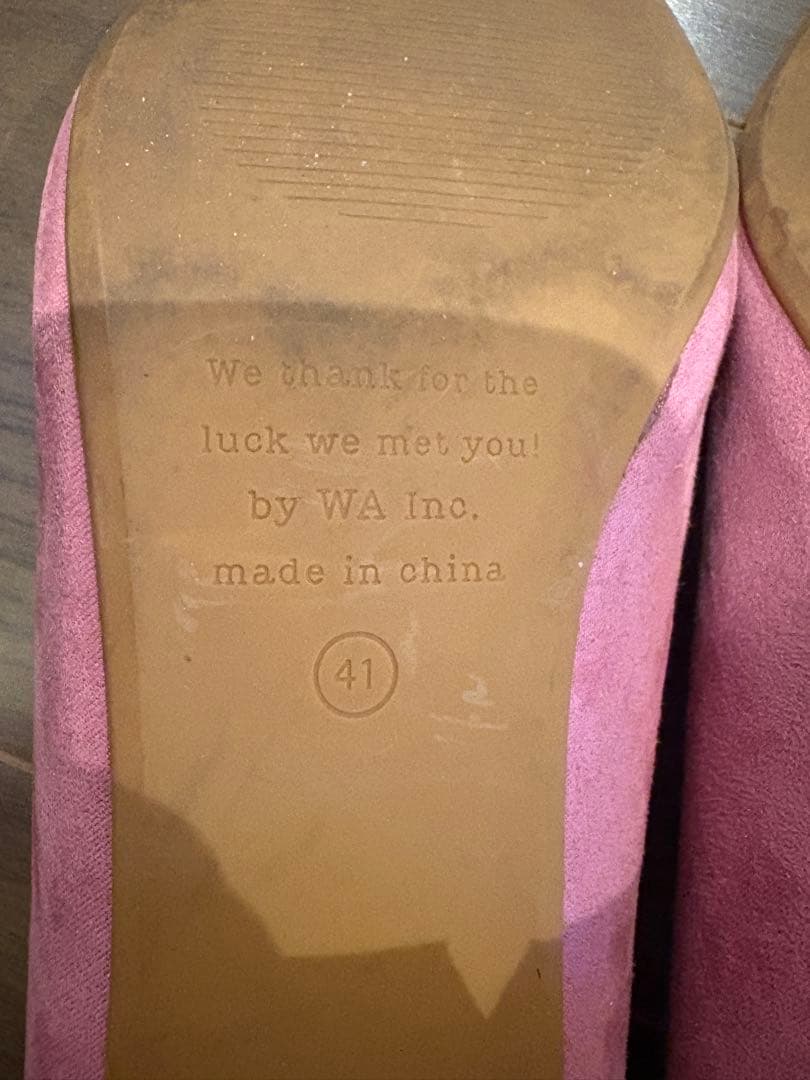 We thank for the
luck we met you!
by WA Inc.
made in china
41